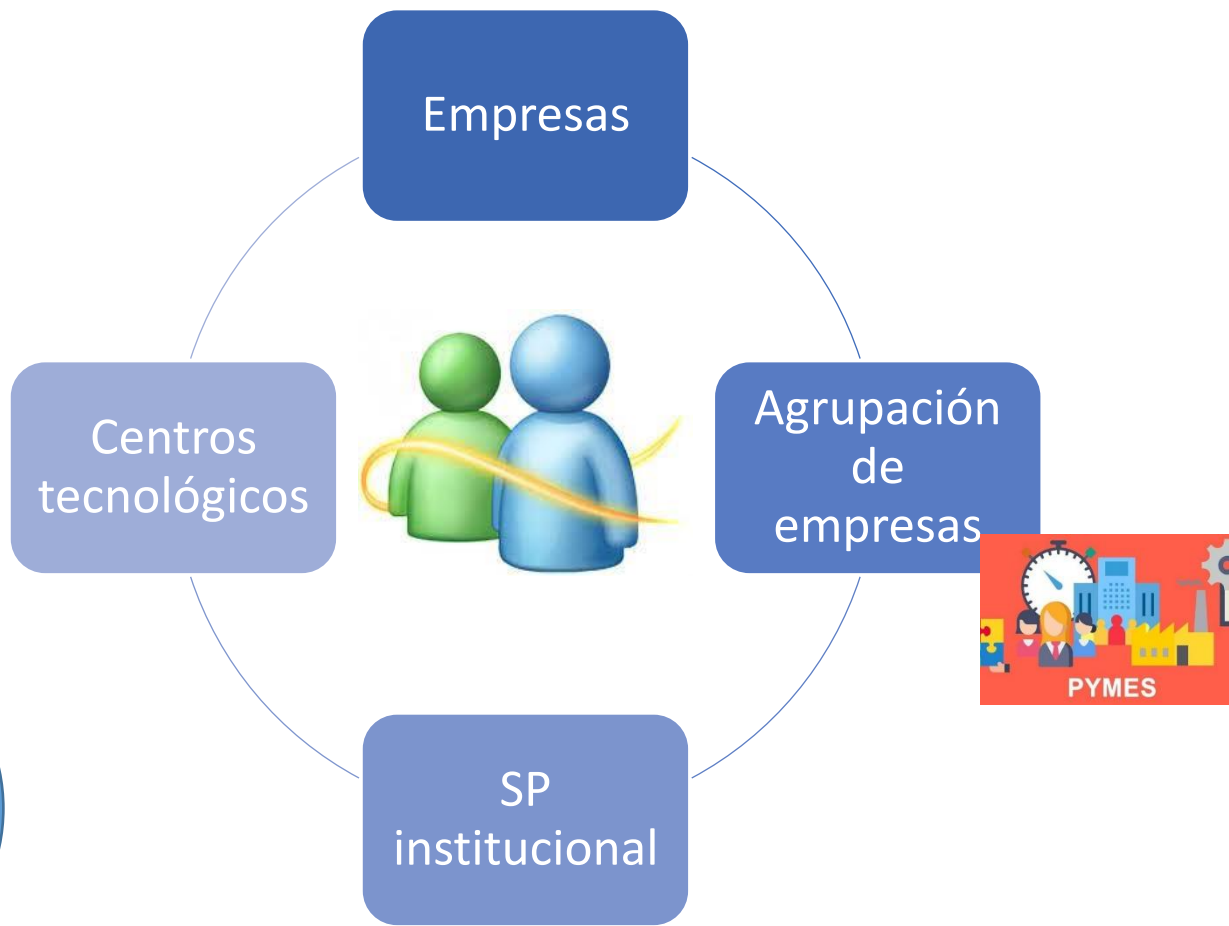 Empresas
Centros
tecnológicos
Agrupación
de
empresas
PYMES
SP
institucional